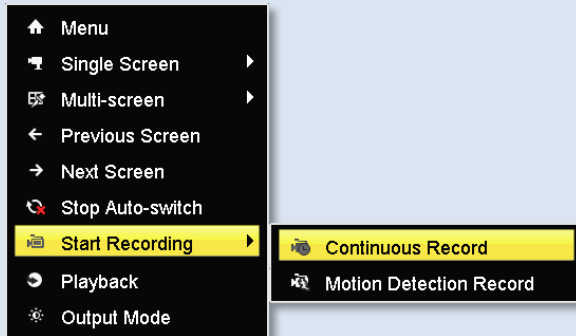 Menu
Single Screen
Multi-screen
Previous Screen
Next Screen
Stop Auto-switch
Start Recording
Continuous Record
Motion Detection Record
Playback
Output Mode